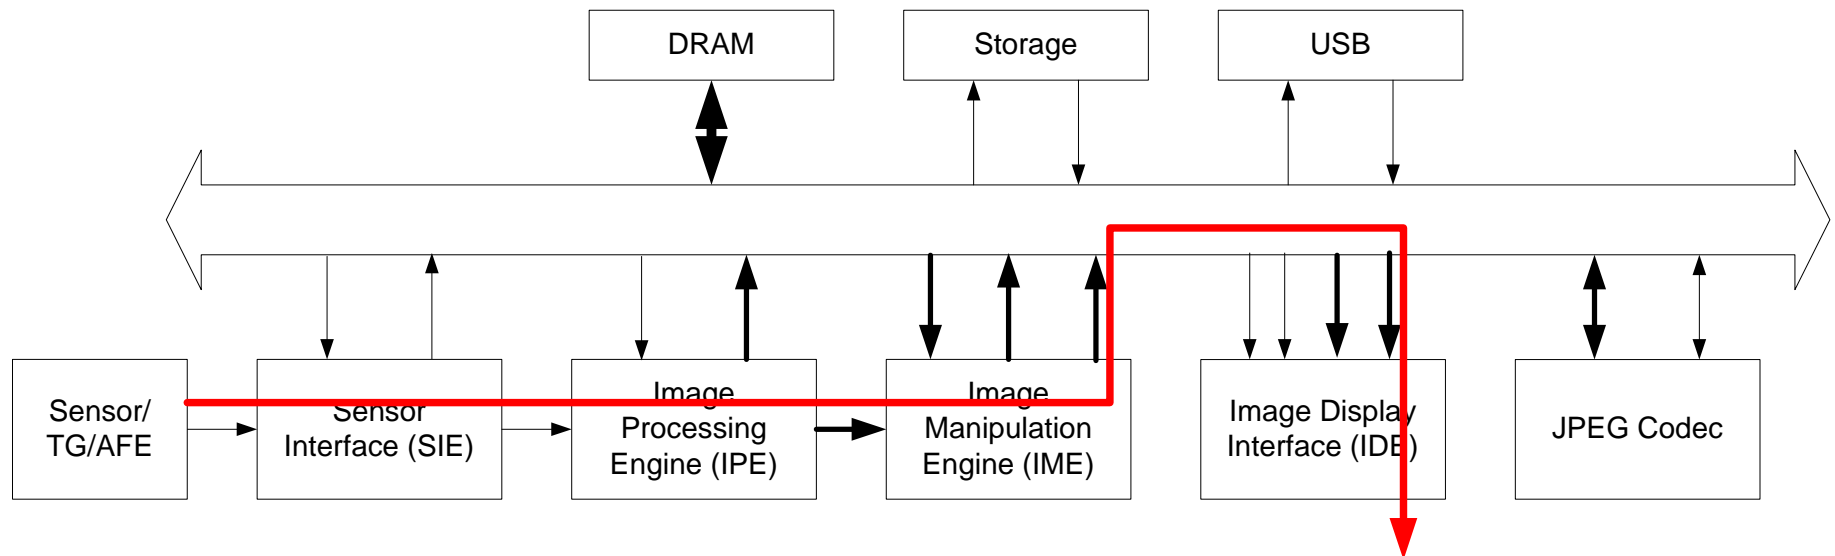 DRAM
Storage
USB
Sensor/
TG/AFE
Sensor
Interface (SIE)
Image
Processing
Engine (IPE)
Image
Manipulation
Engine (IME)
Image Display
Interface (IDE)
JPEG Codec